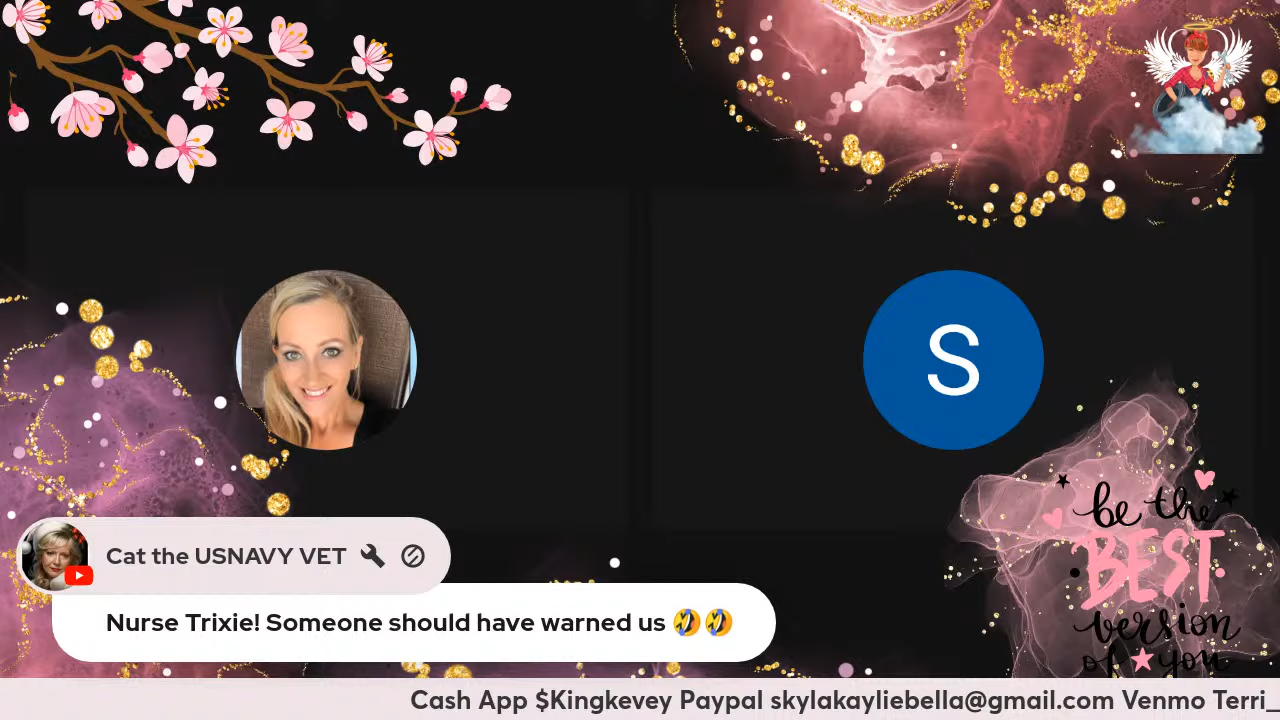 S
be the
BEST
version
of you
Cat the USNAVY VET
Nurse Trixie! Someone should have warned us 🤣🤣
Cash App $Kingkevey Paypal skylakayliebella@gmail.com Venmo Terri_